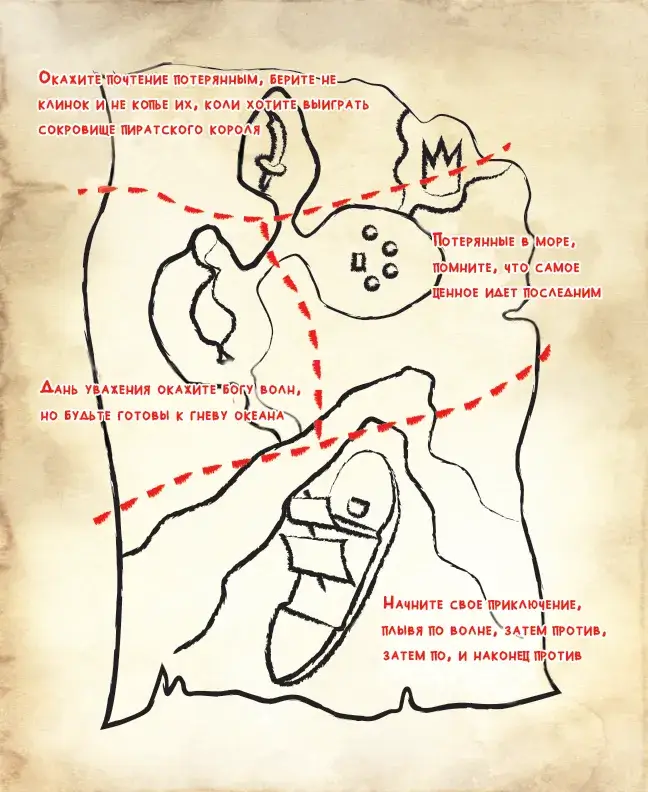 Окажите почтение потерянным, берите не
клинок и не копье их, коли хотите выиграть
сокровище пиратского короля
Потерянные в море,
помните, что самое
ценное идет последним
Дань уважения окажите богу волн,
но будьте готовы к гневу океана
Начните свое приключение,
плывя по волне, затем против,
затем по, и наконец против